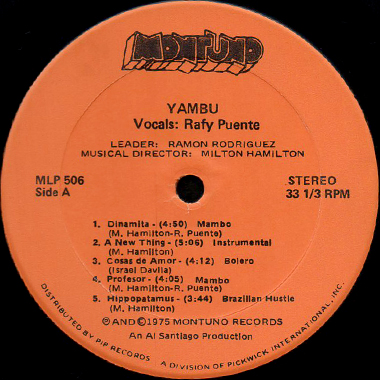 MONTUNO
YAMBU
Vocals: Rafy Puente
LEADER: RAMON RODRIGUEZ
MUSICAL DIRECTOR: MILTON HAMILTON
MLP 506
Side A
STEREO
33 1/3 RPM
1. Dinamita - (4:50) Mambo
(M. Hamilton-R. Puente)
2. A New Thing - (5:06) Instrumental
(M. Hamilton)
3. Cosas de Amor - (4:12) Bolero
(Israel Davila)
4. Profesor - (4:05) Mambo
(M. Hamilton-R. Puente)
5. Hippopatamus - (3:44) Brazilian Hustle
(M. Hamilton)
℗ AND © 1975 MONTUNO RECORDS
An Al Santiago Production
DISTRIBUTED BY PIP RECORDS A DIVISION OF PICKWICK INTERNATIONAL, INC.